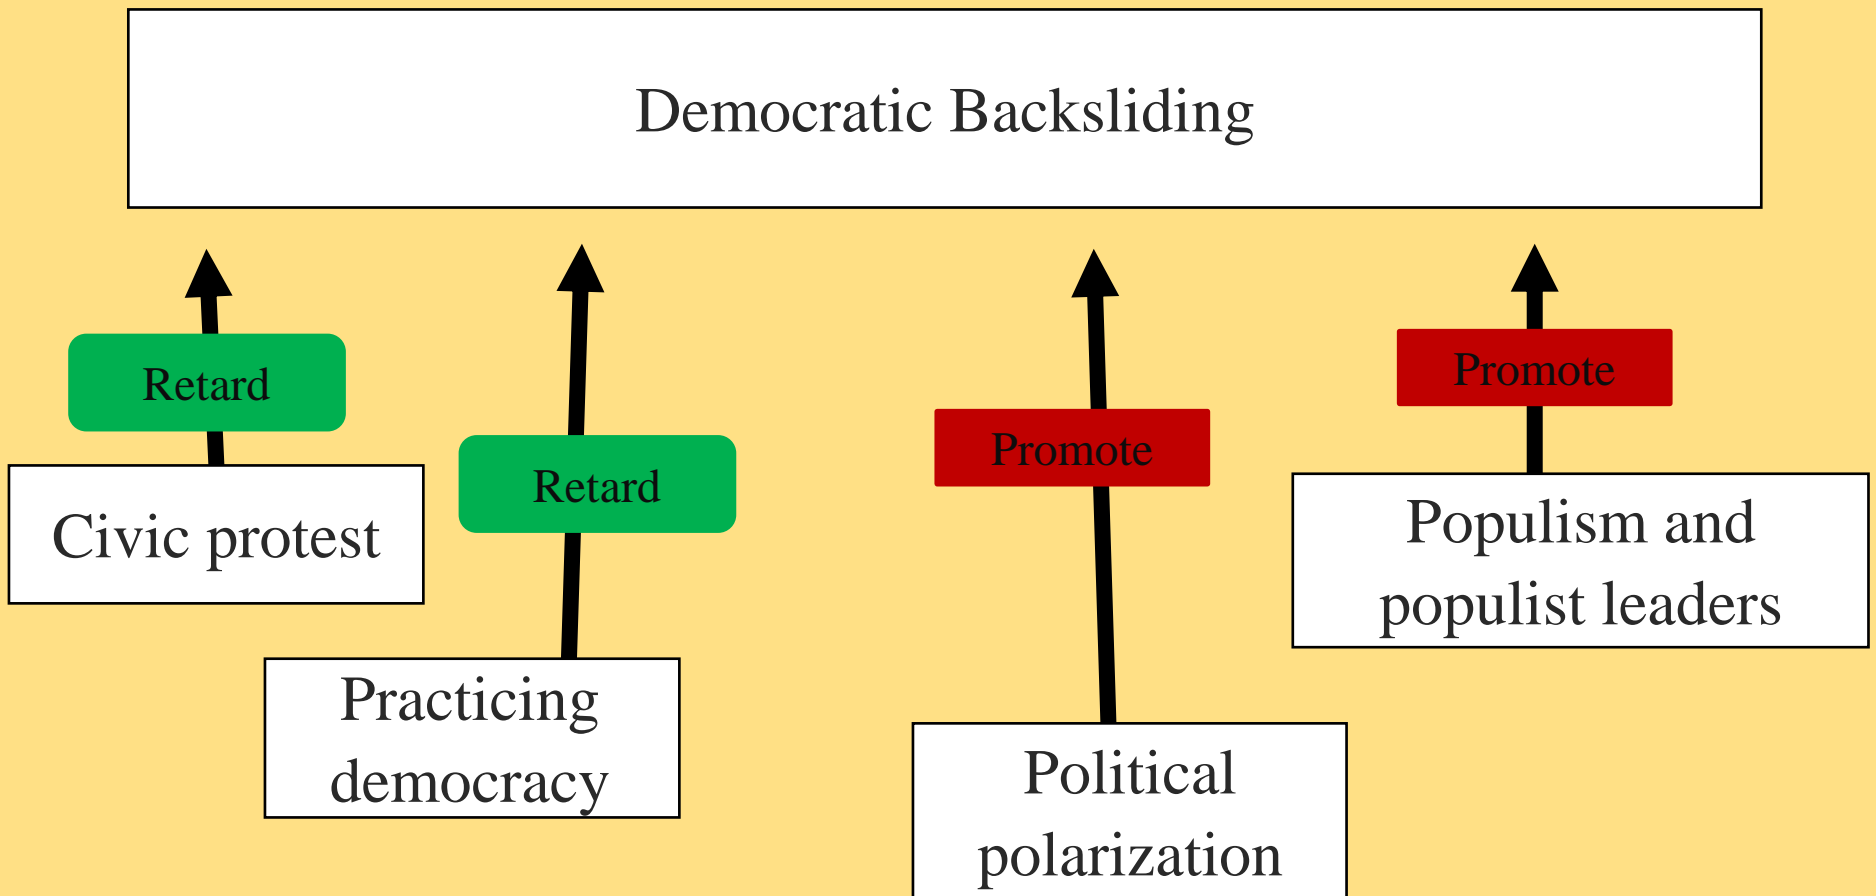 Democratic Backsliding
Retard
Civic protest
Retard
Practicing
democracy
Promote
Political
polarization
Promote
Populism and
populist leaders